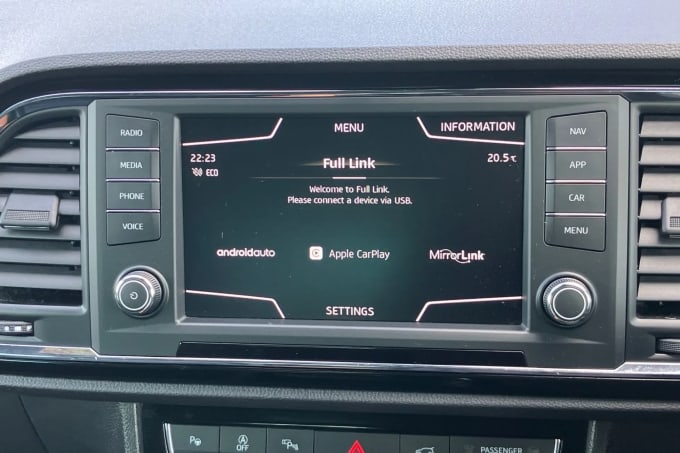 RADIO
MEDIA
PHONE
VOICE
MENU
INFORMATION
22:23
Full Link
20.5°C
ECO
Welcome to Full Link.
Please connect a device via USB.
androidauto
Apple CarPlay
MirrorLink
SETTINGS
NAV
APP
CAR
MENU
OFF
PASSENGER